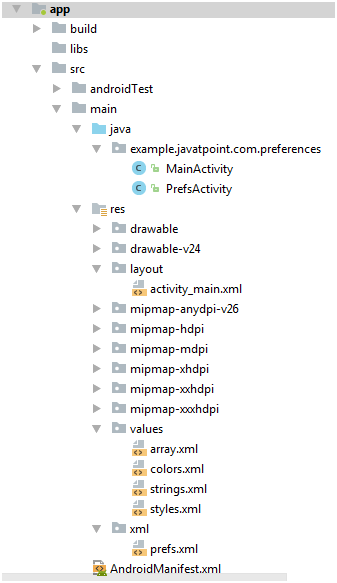 app
build
libs
src
androidTest
main
java
example.javatpoint.com.preferences
MainActivity
PrefsActivity
res
drawable
drawable-v24
layout
activity_main.xml
mipmap-anydpi-v26
mipmap-hdpi
mipmap-mdpi
mipmap-xhdpi
mipmap-xxhdpi
mipmap-xxxhdpi
values
array.xml
colors.xml
strings.xml
styles.xml
xml
prefs.xml
AndroidManifest.xml